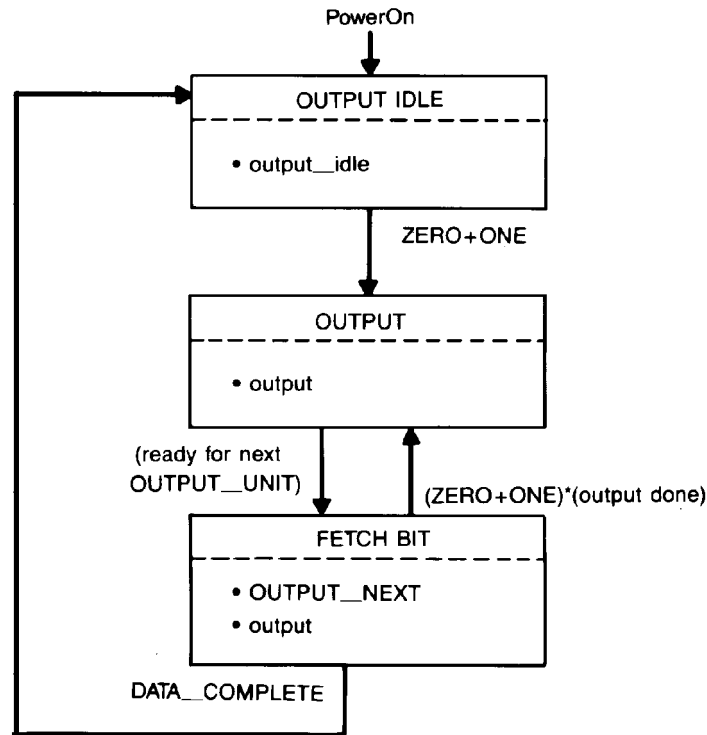 PowerOn
OUTPUT IDLE
• output__idle
ZERO+ONE
OUTPUT
• output
(ready for next
OUTPUT__UNIT)
(ZERO+ONE)*(output done)
FETCH BIT
• OUTPUT__NEXT
• output
DATA__COMPLETE